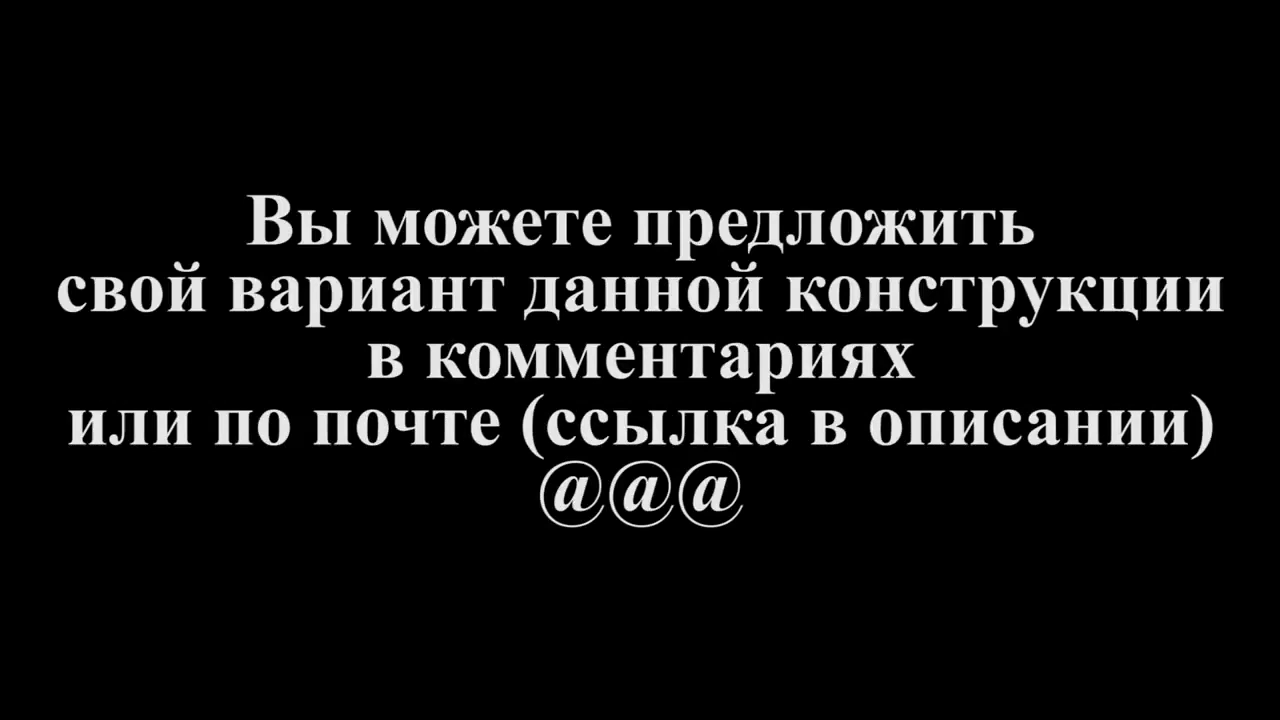 Вы можете предложить
свой вариант данной конструкции
в комментариях
или по почте (ссылка в описании)
@@@